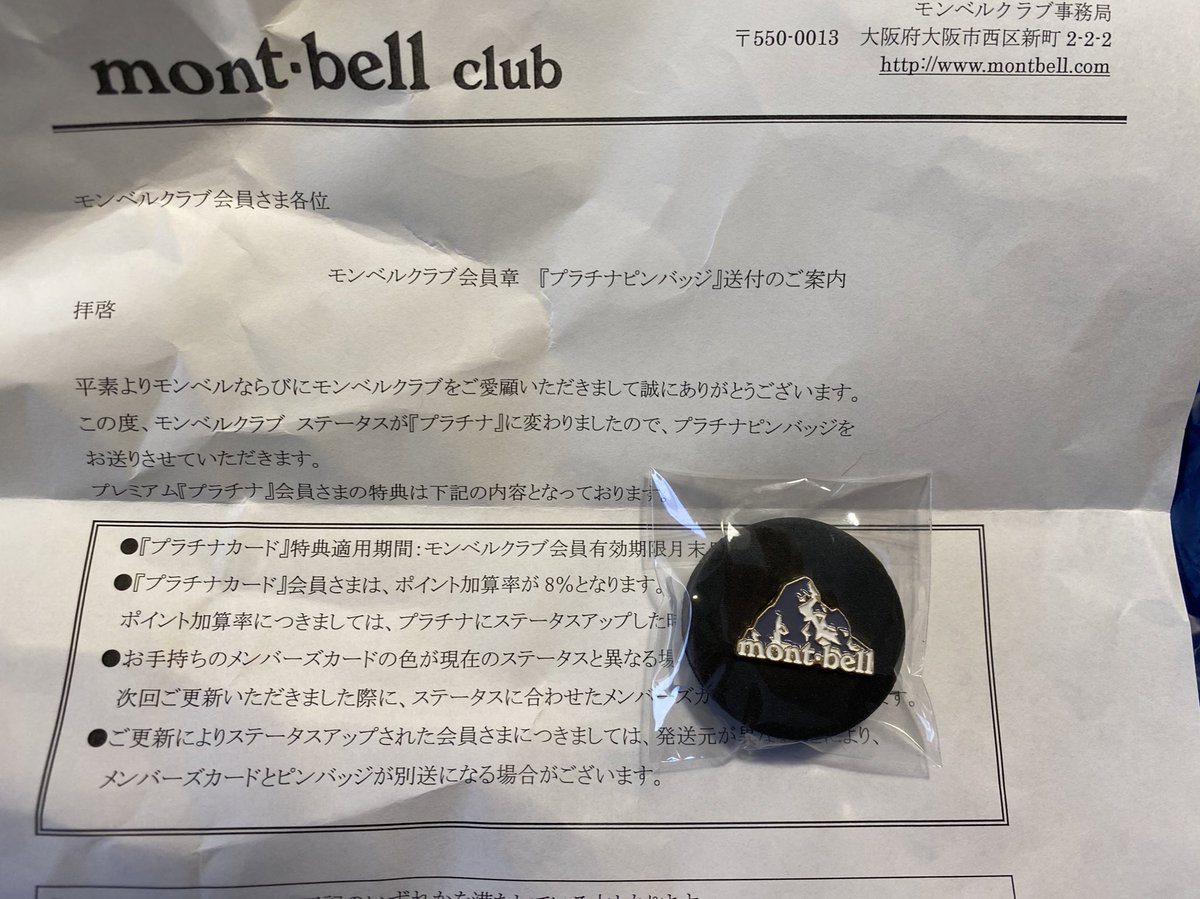 モンベルクラブ事務局
mont·bell club
〒550-0013 大阪府大阪市西区新町 2-2-2
http://www.montbell.com
モンベルクラブ会員さま各位
モンベルクラブ会員章 『プラチナピンバッジ』送付のご案内
拝啓
平素よりモンベルならびにモンベルクラブをご愛顧いただきまして誠にありがとうございます。
この度、モンベルクラブ ステータスが『プラチナ』に変わりましたので、プラチナピンバッジを
お送りさせていただきます。
プレミアム『プラチナ』会員さまの特典は下記の内容となっております。
●『プラチナカード』特典適用期間：モンベルクラブ会員有効期限月末
●『プラチナカード』会員さまは、ポイント加算率が 8％となります。
ポイント加算率につきましては、プラチナにステータスアップした
●お手持ちのメンバーズカードの色が現在のステータスと異なる場
次回ご更新いただきました際に、ステータスに合わせたメンバーズカ
ます。
●ご更新によりステータスアップされた会員さまにつきましては、発送元が
より、
メンバーズカードとピンバッジが別送になる場合がございます。
mont·bell